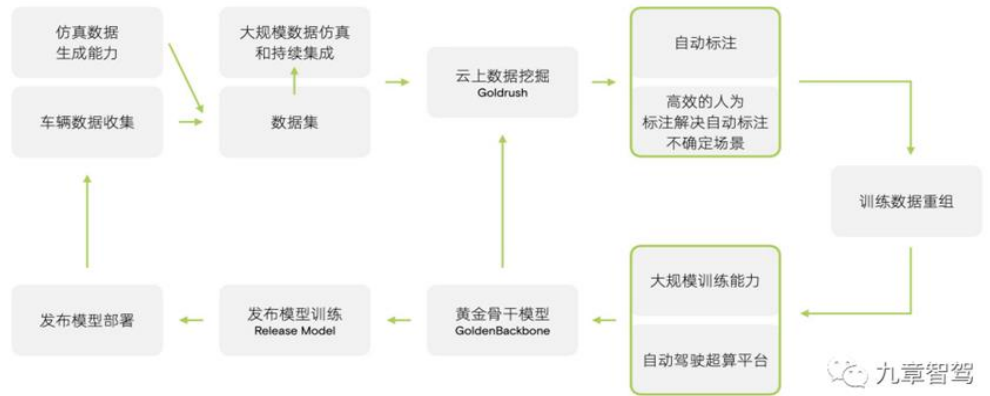 仿真数据
生成能力
大规模数据仿真
和持续集成
云上数据挖掘
Goldrush
自动标注
车辆数据收集
数据集
高效的人为
标注解决自动标注
不确定场景
训练数据重组
发布模型部署
发布模型训练
Release Model
黄金骨干模型
GoldenBackbone
大规模训练能力
自动驾驶超算平台
九章智驾